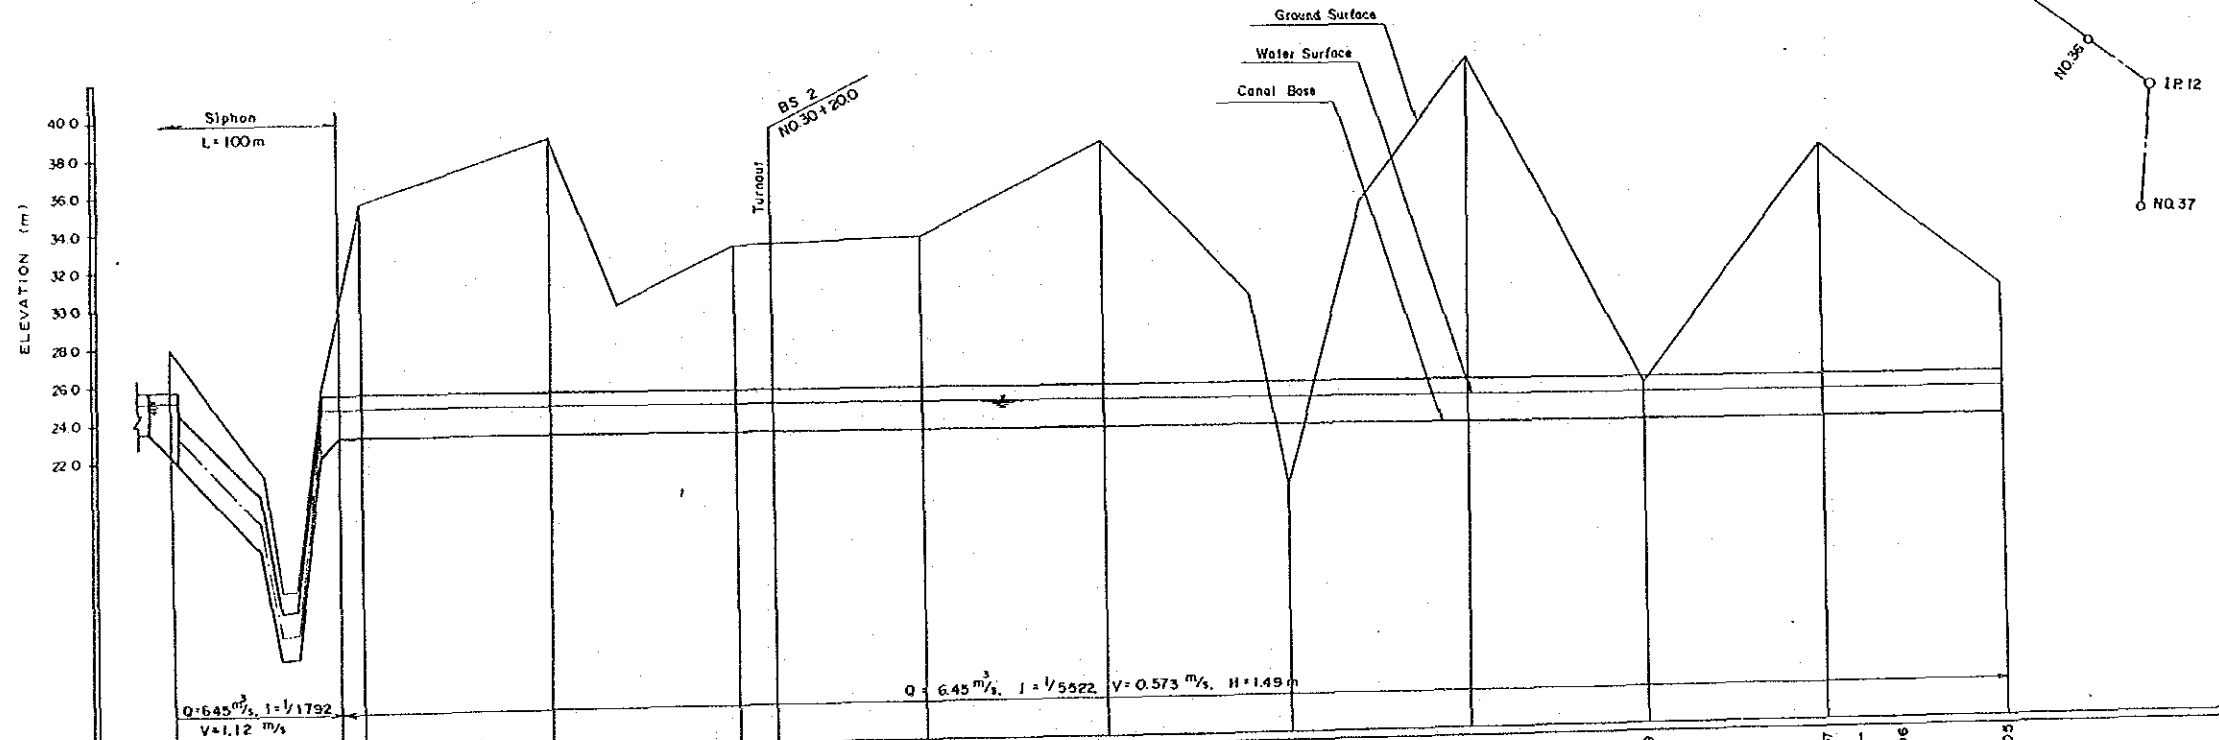 Ground Surface
Water Surface
Canal Base
NO.36
I.P.12
NO.37
BS 2
NO.30+20.0
Siphon
L=100m
Turnout
ELEVATION (m)
40.0
38.0
36.0
34.0
32.0
30.0
28.0
26.0
24.0
22.0
Q=6.45 m³/s, I=1/1792
V=1.12 m/s
Q=6.45 m³/s, I=1/5522, V=0.573 m/s, H=1.49 m